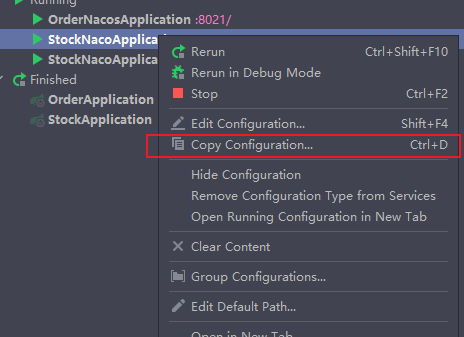 Running
OrderNacosApplication :8021/
StockNacoApplicati
StockNacoApplicati
Finished
OrderApplication
StockApplication
Rerun Ctrl+Shift+F10
Rerun in Debug Mode
Stop Ctrl+F2
Edit Configuration... Shift+F4
Copy Configuration... Ctrl+D
Hide Configuration
Remove Configuration Type from Services
Open Running Configuration in New Tab
Clear Content
Group Configurations...
Edit Default Path...
Open in New Tab